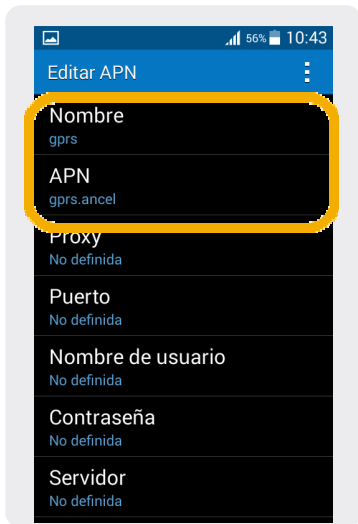 56% 10:43
Editar APN
Nombre
gprs
APN
gprs.ancel
Proxy
No definida
Puerto
No definida
Nombre de usuario
No definida
Contraseña
No definida
Servidor
No definida